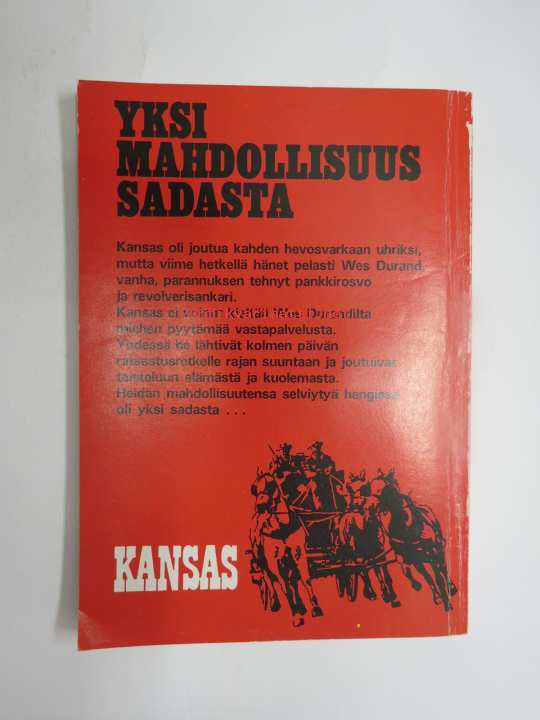 YKSI
MAHDOLLISUUS
SADASTA
Kansas oli joutua kahden hevosvarkaan uhriksi,
mutta viime hetkellä hänet pelasti Wes Durand,
vanha, parannuksen tehnyt pankkirosvo
ja revolverisankari.
Kansas ei voinut kieltää Wes Durandilta
miehen pyytämää vastapalvelusta.
Yhdessä he lähtivät kolmen päivän
ratsastusretkelle rajan suuntaan ja joutuivat
taisteluun elämästä ja kuolemasta.
Heidän mahdollisuutensa selviytyä hengissä
oli yksi sadasta ...
KANSAS